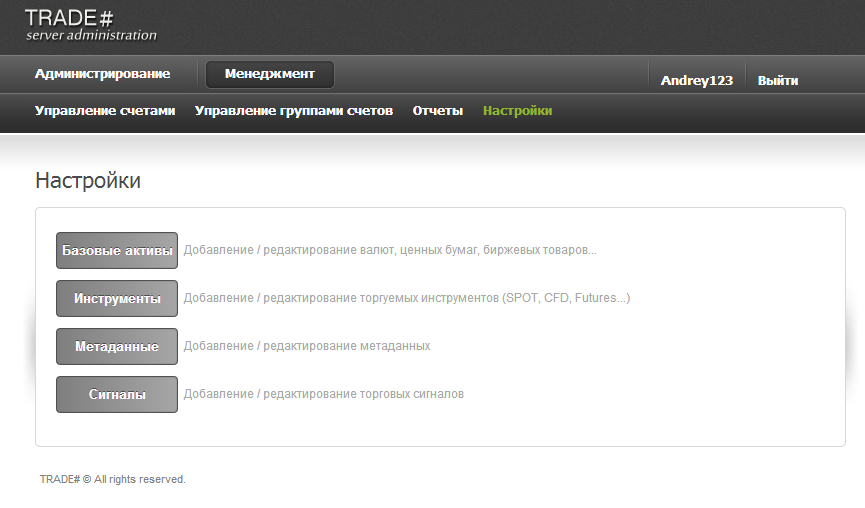 TRADE#
server administration
Администрирование Менеджмент Andrey123 Выйти
Управление счетами Управление группами счетов Отчеты Настройки
Настройки
Базовые активы Добавление / редактирование валют, ценных бумаг, биржевых товаров...
Инструменты Добавление / редактирование торгуемых инструментов (SPOT, CFD, Futures...)
Метаданные Добавление / редактирование метаданных
Сигналы Добавление / редактирование торговых сигналов
TRADE# © All rights reserved.